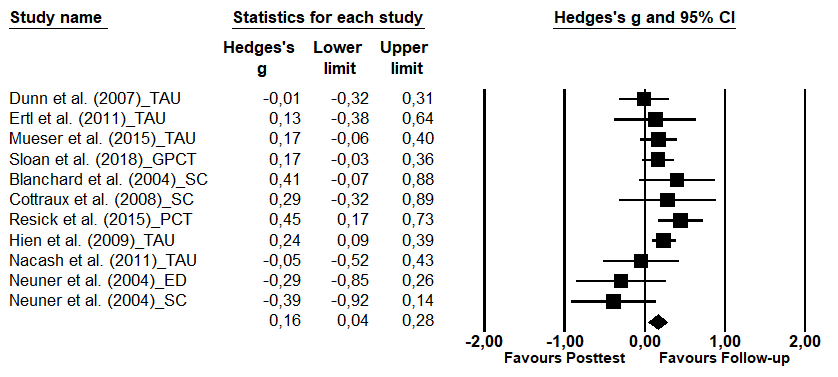 Study name Statistics for each study Hedges's g and 95% CI
Hedges's g Lower limit Upper limit
Dunn et al. (2007)_TAU -0,01 -0,32 0,31
Ertl et al. (2011)_TAU 0,13 -0,38 0,64
Mueser et al. (2015)_TAU 0,17 -0,06 0,40
Sloan et al. (2018)_GPCT 0,17 -0,03 0,36
Blanchard et al. (2004)_SC 0,41 -0,07 0,88
Cottraux et al. (2008)_SC 0,29 -0,32 0,89
Resick et al. (2015)_PCT 0,45 0,17 0,73
Hien et al. (2009)_TAU 0,24 0,09 0,39
Nacash et al. (2011)_TAU -0,05 -0,52 0,43
Neuner et al. (2004)_ED -0,29 -0,85 0,26
Neuner et al. (2004)_SC -0,39 -0,92 0,14
0,16 0,04 0,28
-2,00 -1,00 0,00 1,00 2,00
Favours Posttest Favours Follow-up